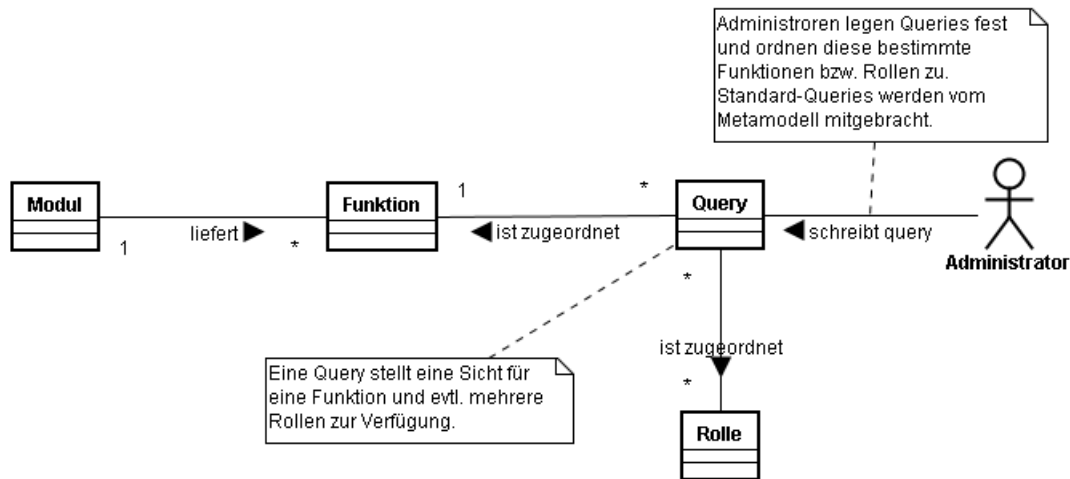 Administroren legen Queries fest
und ordnen diese bestimmte
Funktionen bzw. Rollen zu.
Standard-Queries werden vom
Metamodell mitgebracht.
Modul
1
liefert
*
Funktion
1
ist zugeordnet
*
Query
schreibt query
Administrator
*
ist zugeordnet
*
Rolle
Eine Query stellt eine Sicht für
eine Funktion und evtl. mehrere
Rollen zur Verfügung.